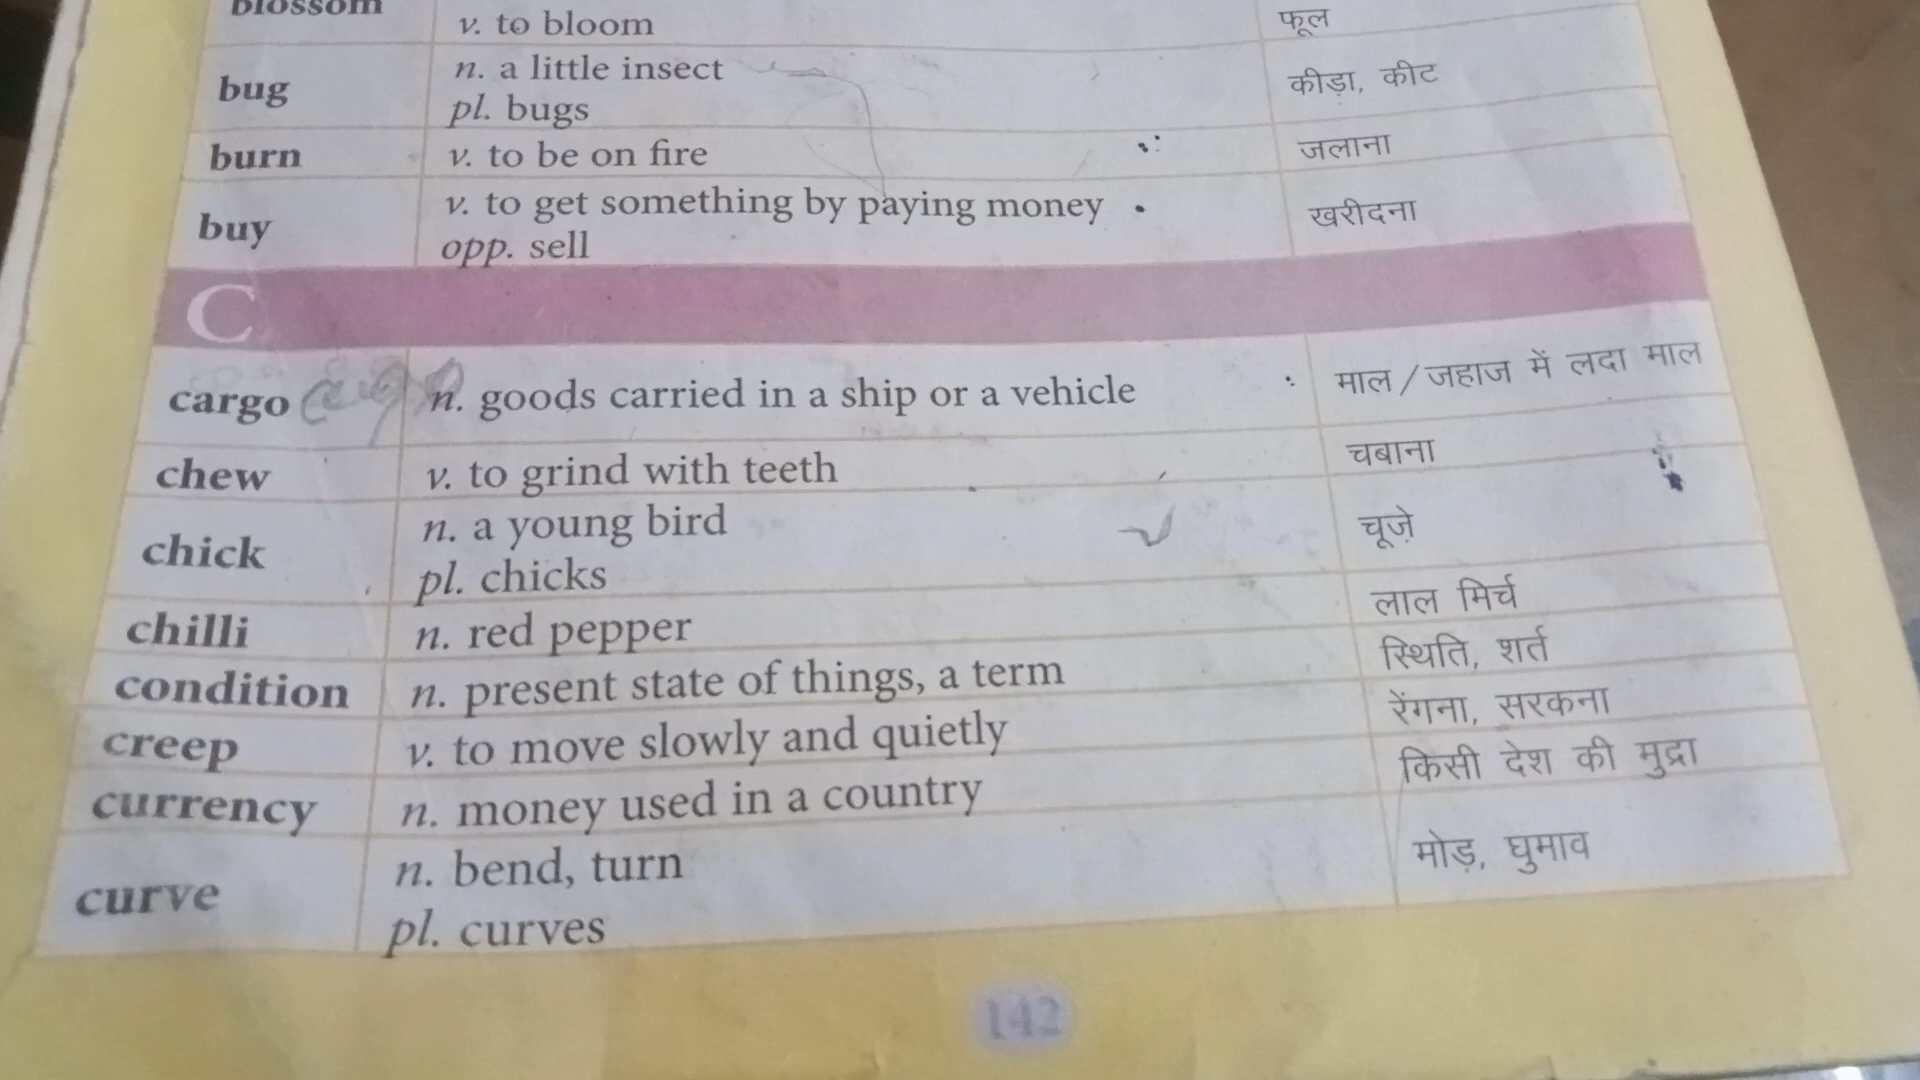 blossom
v. to bloom
फूल
bug
n. a little insect
pl. bugs
कीड़ा, कीट
burn
v. to be on fire
जलाना
buy
v. to get something by paying money
opp. sell
खरीदना
C
cargo
n. goods carried in a ship or a vehicle
माल/जहाज में लदा माल
chew
v. to grind with teeth
चबाना
chick
n. a young bird
pl. chicks
चूज़े
chilli
n. red pepper
लाल मिर्च
condition
n. present state of things, a term
स्थिति, शर्त
creep
v. to move slowly and quietly
रेंगना, सरकना
currency
n. money used in a country
किसी देश की मुद्रा
curve
n. bend, turn
pl. curves
मोड़, घुमाव
142